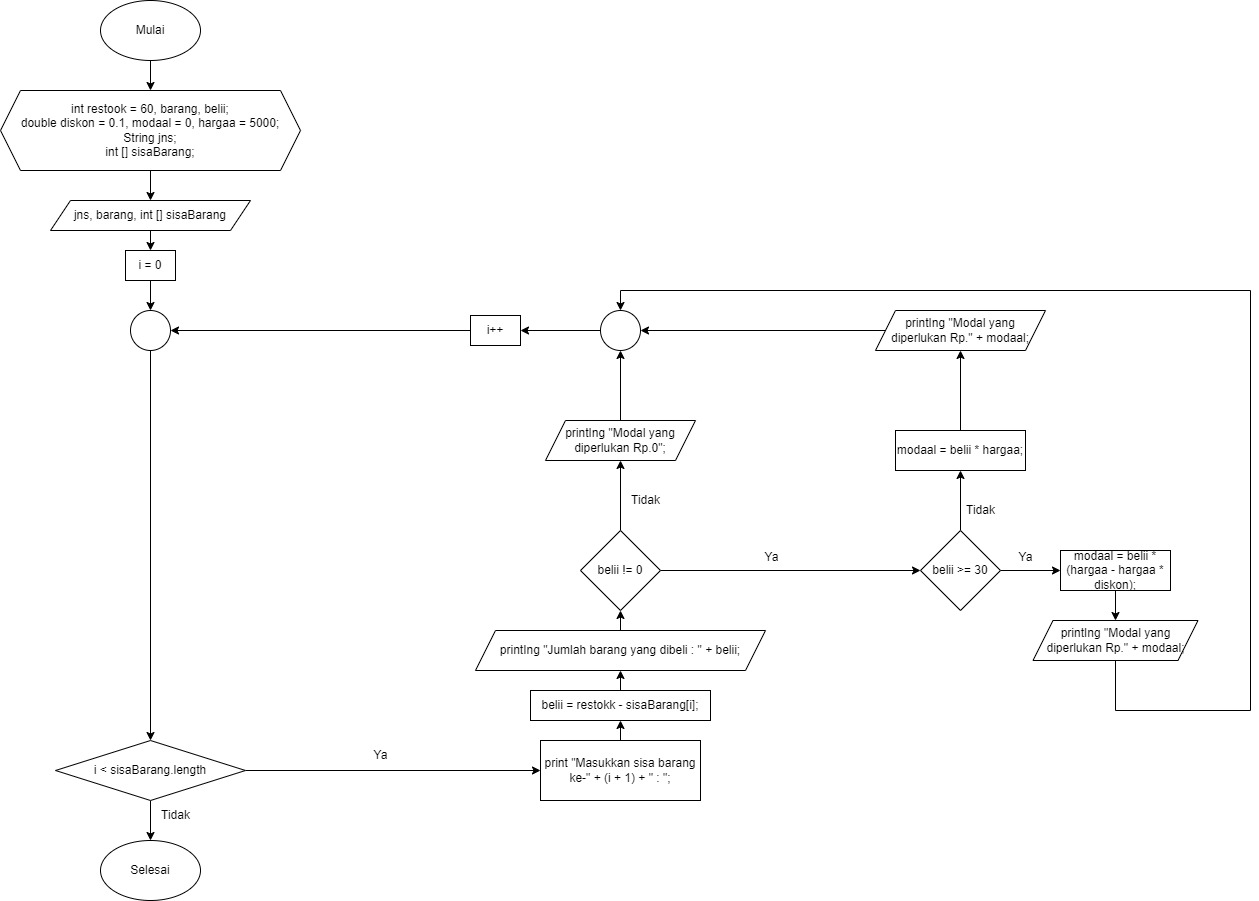 Mulai
int restook = 60, barang, belii;
double diskon = 0.1, modaal = 0, hargaa = 5000;
String jns;
int [] sisaBarang;
jns, barang, int [] sisaBarang
i = 0
i++
printlng "Modal yang
diperlukan Rp." + modaal;
printlng "Modal yang
diperlukan Rp.0";
modaal = belii * hargaa;
Tidak
Tidak
belii != 0
Ya
belii >= 30
Ya
modaal = belii *
(hargaa - hargaa *
diskon);
printlng "Modal yang
diperlukan Rp." + modaal;
printlng "Jumlah barang yang dibeli : " + belii;
belii = restokk - sisaBarang[i];
i < sisaBarang.length
Ya
print "Masukkan sisa barang
ke-" + (i + 1) + " : ";
Tidak
Selesai